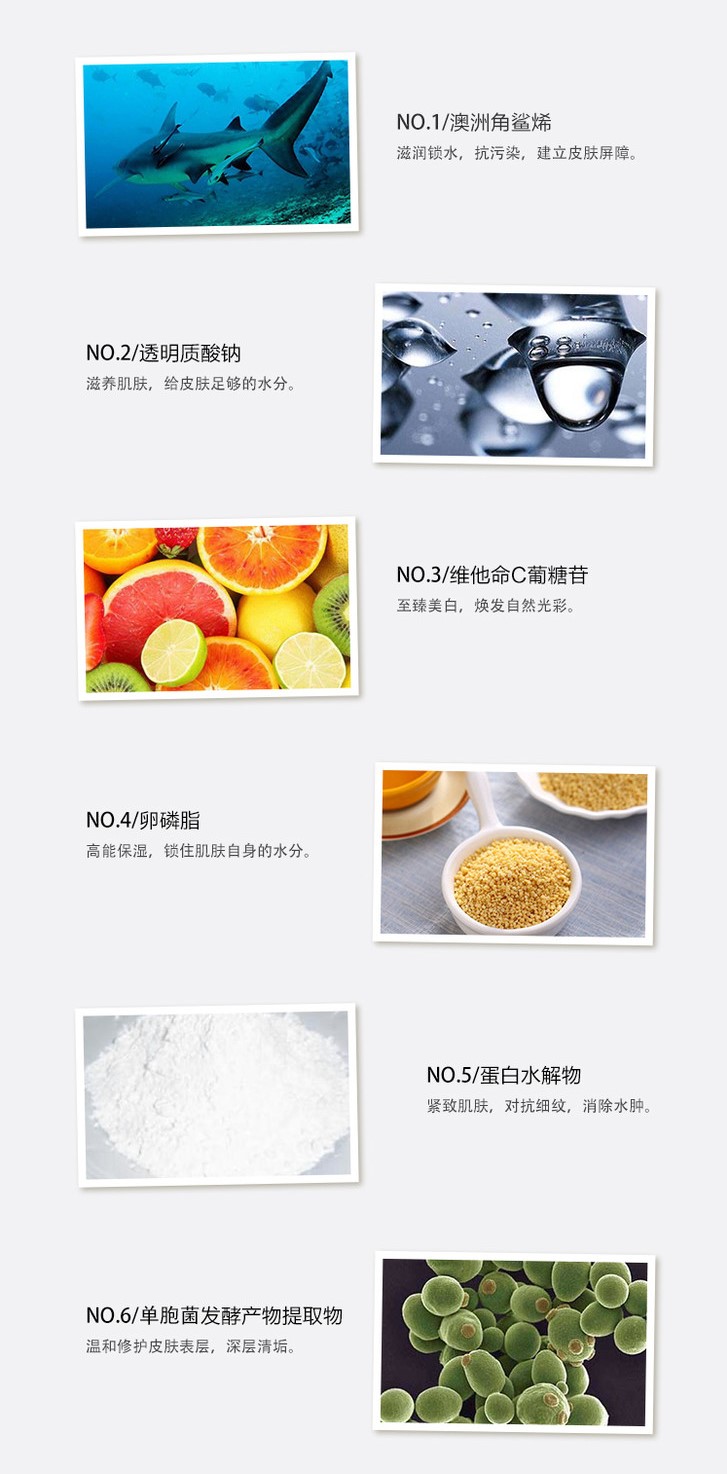 NO.1/澳洲角鲨烯
滋润锁水，抗污染，建立皮肤屏障。
NO.2/透明质酸钠
滋养肌肤，给皮肤足够的水分。
NO.3/维他命C葡糖苷
至臻美白，焕发自然光彩。
NO.4/卵磷脂
高能保湿，锁住肌肤自身的水分。
NO.5/蛋白水解物
紧致肌肤，对抗细纹，消除水肿。
NO.6/单胞菌发酵产物提取物
温和修护皮肤表层，深层清垢。